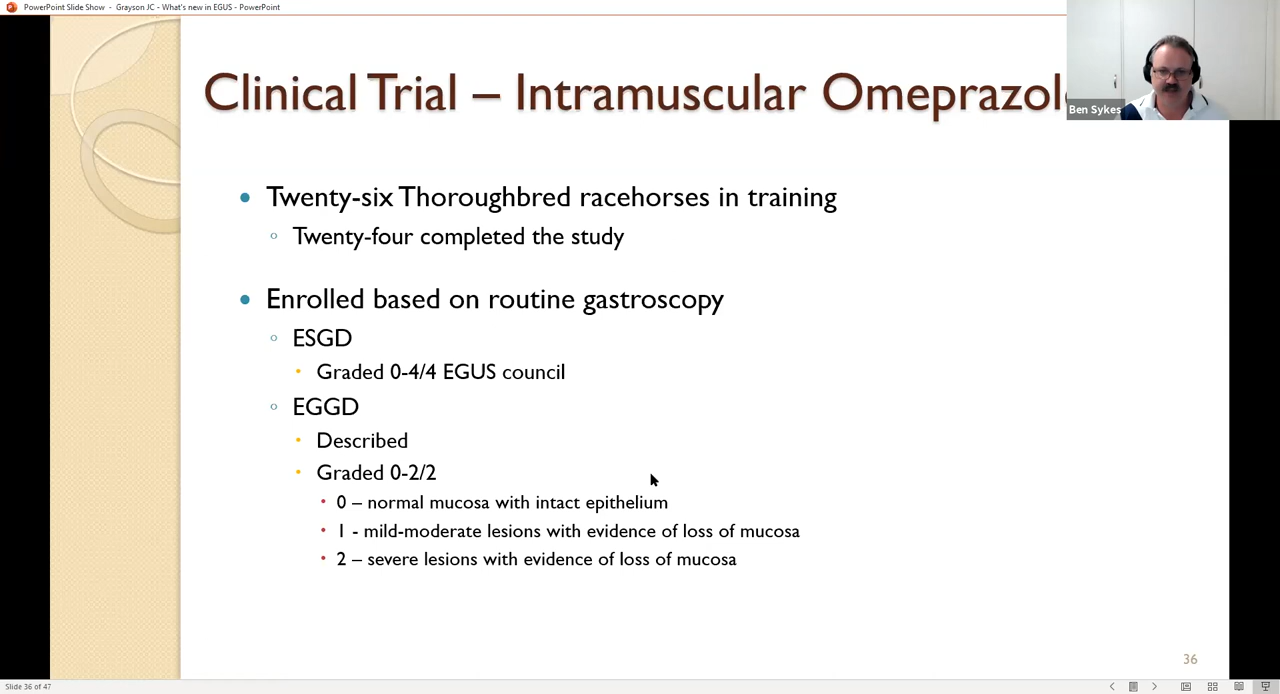 PowerPoint Slide Show - Grayson JC - What's new in EGUS - PowerPoint
Clinical Trial – Intramuscular Omeprazol
Ben Sykes
• Twenty-six Thoroughbred racehorses in training
◦ Twenty-four completed the study
• Enrolled based on routine gastroscopy
◦ ESGD
• Graded 0-4/4 EGUS council
◦ EGGD
• Described
• Graded 0-2/2
• 0 – normal mucosa with intact epithelium
• 1 - mild-moderate lesions with evidence of loss of mucosa
• 2 – severe lesions with evidence of loss of mucosa
36
Slide 36 of 47